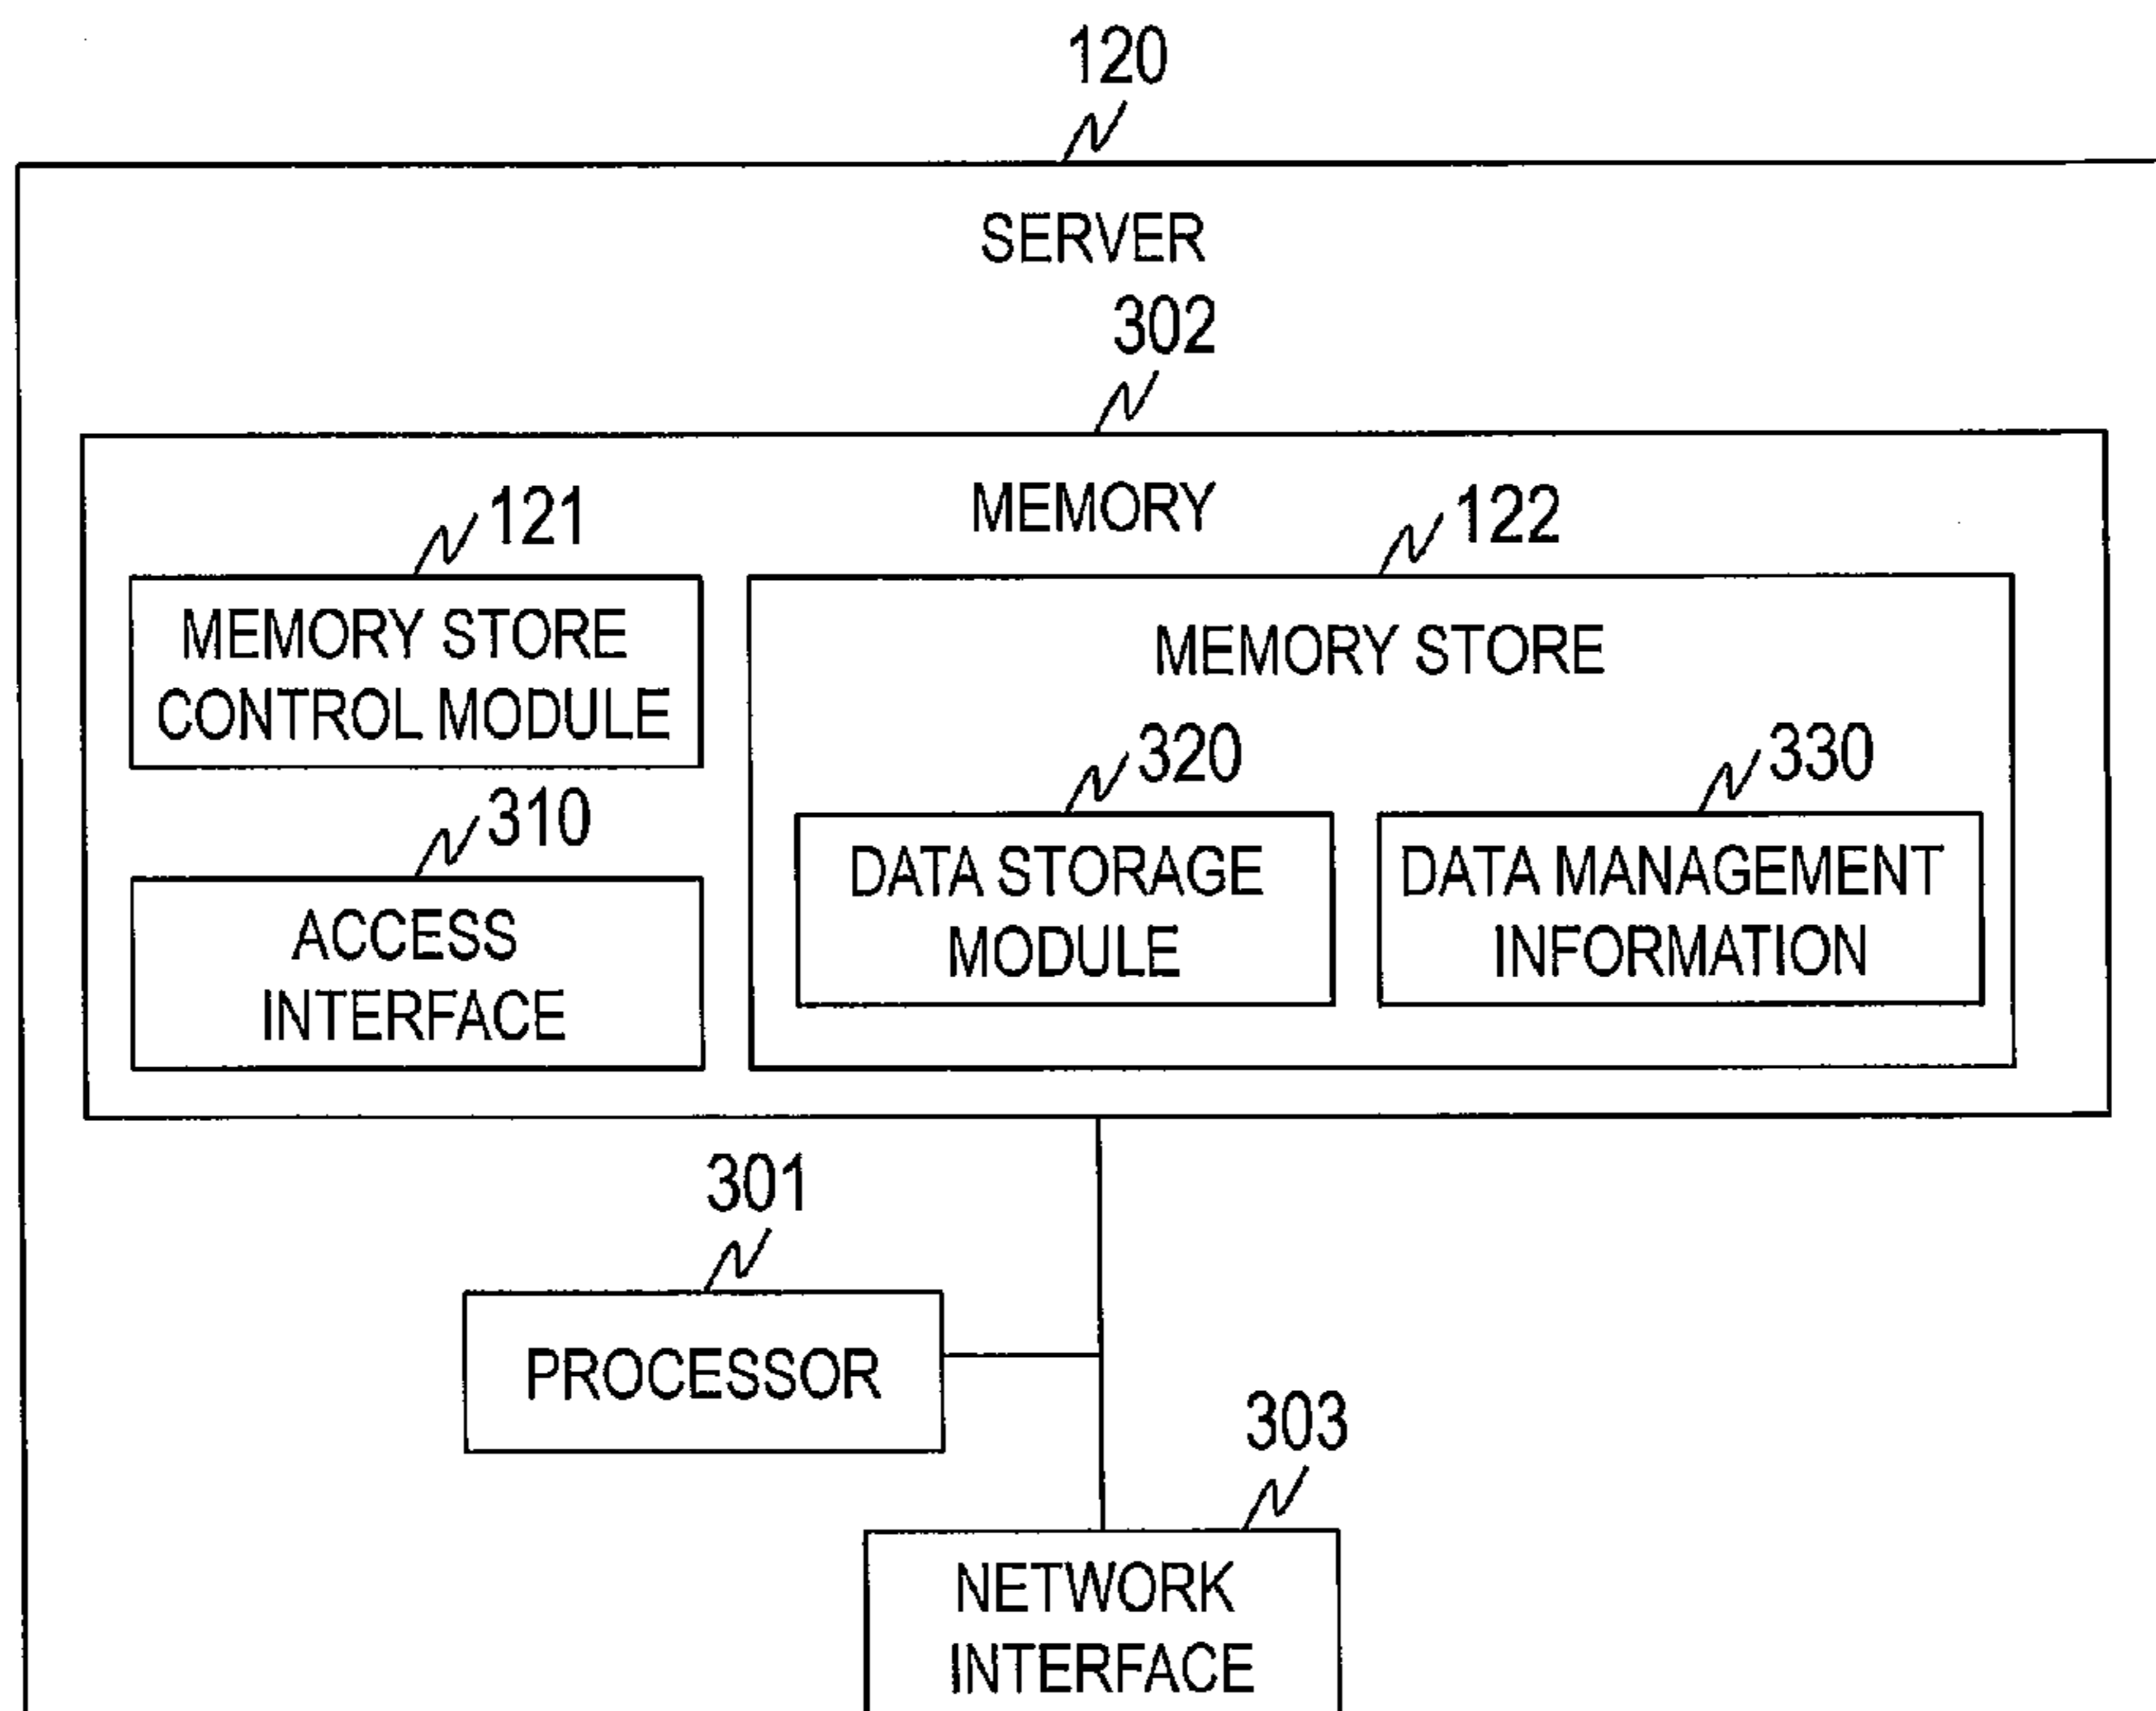 120
SERVER
302
MEMORY
121
MEMORY STORE
CONTROL MODULE
310
ACCESS
INTERFACE
122
MEMORY STORE
320
DATA STORAGE
MODULE
330
DATA MANAGEMENT
INFORMATION
301
PROCESSOR
303
NETWORK
INTERFACE